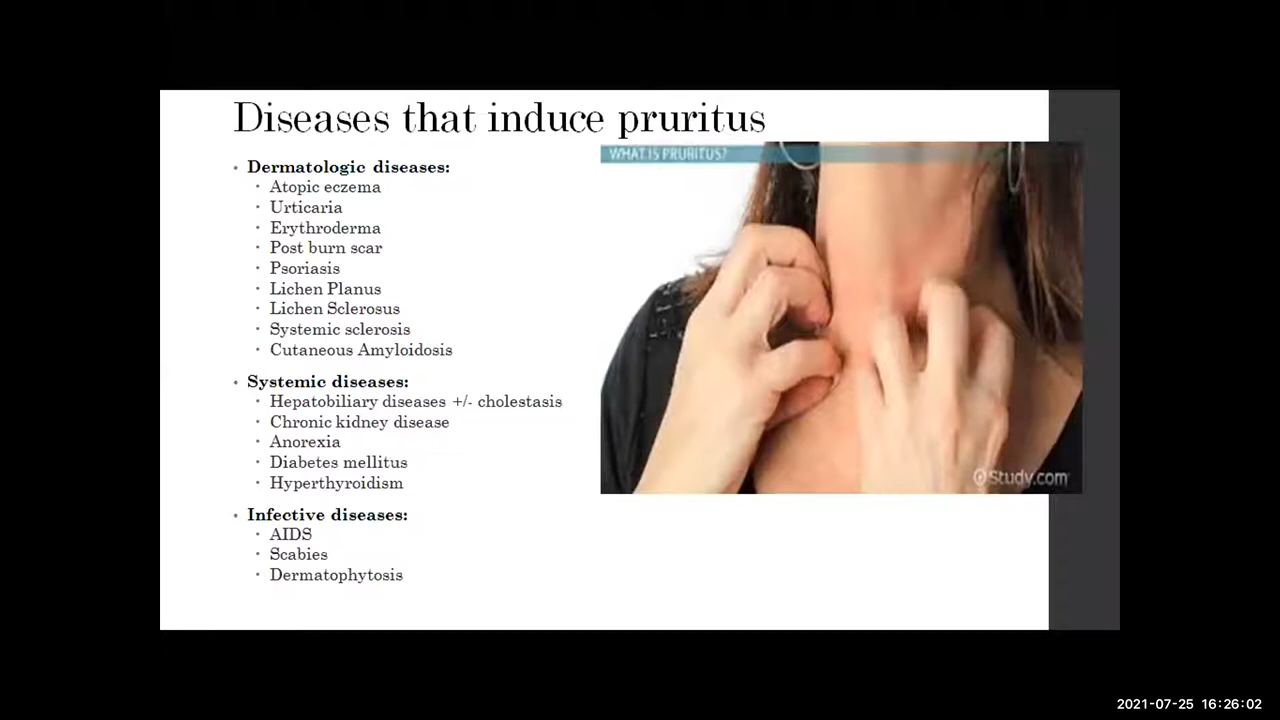 Diseases that induce pruritus
WHAT IS PRURITUS?
• Dermatologic diseases:
• Atopic eczema
• Urticaria
• Erythroderma
• Post burn scar
• Psoriasis
• Lichen Planus
• Lichen Sclerosus
• Systemic sclerosis
• Cutaneous Amyloidosis
• Systemic diseases:
• Hepatobiliary diseases +/- cholestasis
• Chronic kidney disease
• Anorexia
• Diabetes mellitus
• Hyperthyroidism
Study.com
• Infective diseases:
• AIDS
• Scabies
• Dermatophytosis
2021-07-25 16:26:02